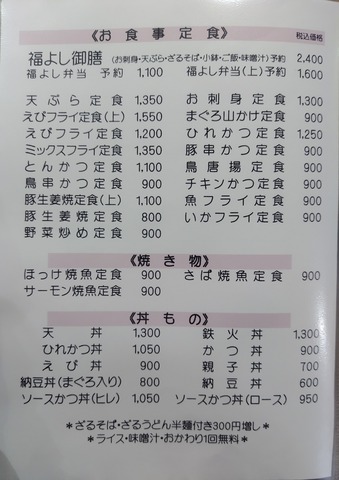 《お食事定食》 税込価格
福よし御膳 (お刺身・天ぷら・ざるそば・小鉢・ご飯・味噌汁)予約 2,400
福よし弁当 予約 1,100 福よし弁当(上)予約 1,600
天ぷら定食 1,350 お刺身定食 1,300
えびフライ定食(上) 1,550 まぐろ山かけ定食 900
えびフライ定食 1,200 ひれかつ定食 1,250
ミックスフライ定食 1,350 豚串かつ定食 900
とんかつ定食 1,100 鳥唐揚定食 900
鳥串かつ定食 900 チキンかつ定食 900
豚生姜焼定食(上) 1,100 魚フライ定食 900
豚生姜焼定食 800 いかフライ定食 900
野菜炒め定食 900
《焼き物》
ほっけ焼魚定食 900 さば焼魚定食 900
サーモン焼魚定食 900
《丼もの》
天丼 1,300 鉄火丼 1,300
ひれかつ丼 1,050 かつ丼 900
えび丼 900 親子丼 700
納豆丼(まぐろ入り) 800 納豆丼 600
ソースかつ丼(ヒレ) 1,050 ソースかつ丼(ロース) 950
*ざるそば・ざるうどん半麺付き300円増し*
*ライス・味噌汁・おかわり1回無料*